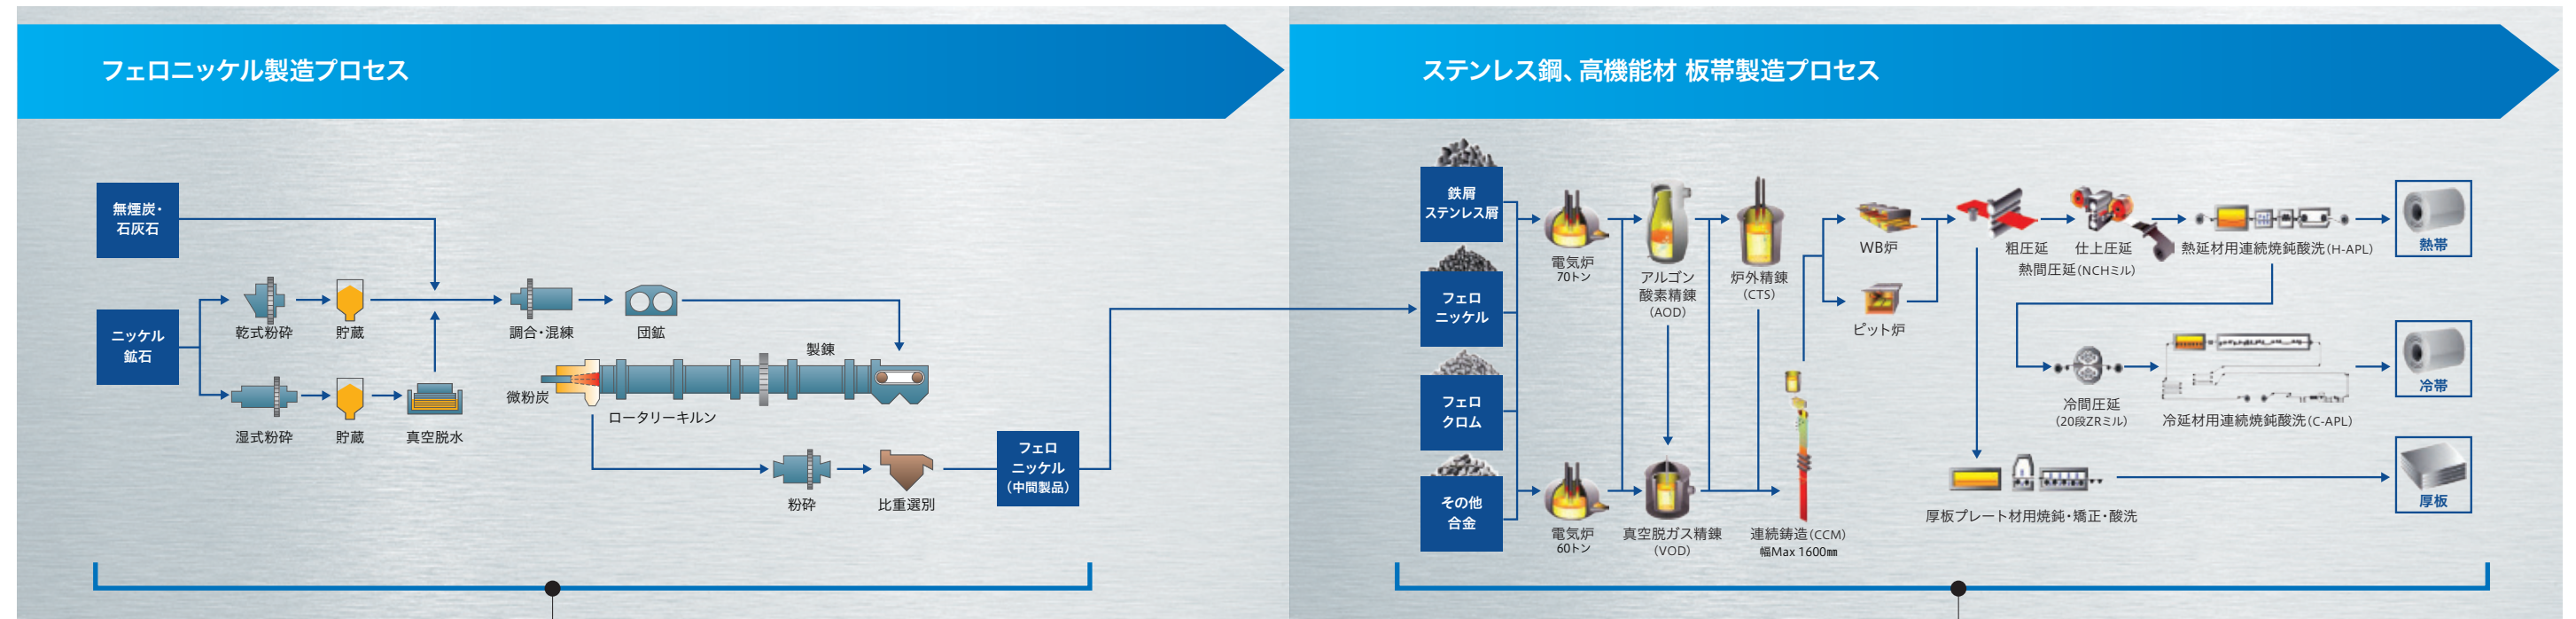 フェロニッケル製造プロセス
無煙炭・
石灰石
ニッケル
鉱石
乾式粉砕
貯蔵
湿式粉砕
貯蔵
真空脱水
調合・混練
団鉱
製錬
微粉炭
ロータリーキルン
粉砕
比重選別
フェロ
ニッケル
（中間製品）
ステンレス鋼、高機能材 板帯製造プロセス
鉄屑
ステンレス屑
フェロ
ニッケル
フェロ
クロム
その他
合金
電気炉
70トン
アルゴン
酸素精錬
（AOD）
炉外精錬
（CTS）
電気炉
60トン
真空脱ガス精錬
（VOD）
連続鋳造（CCM）
幅Max 1600㎜
WB炉
ピット炉
粗圧延
仕上圧延
熱間圧延（NCHミル）
熱延材用連続焼鈍酸洗（H-APL）
熱帯
冷間圧延
（20段ZRミル）
冷延材用連続焼鈍酸洗（C-APL）
冷帯
厚板プレート材用焼鈍・矯正・酸洗
厚板